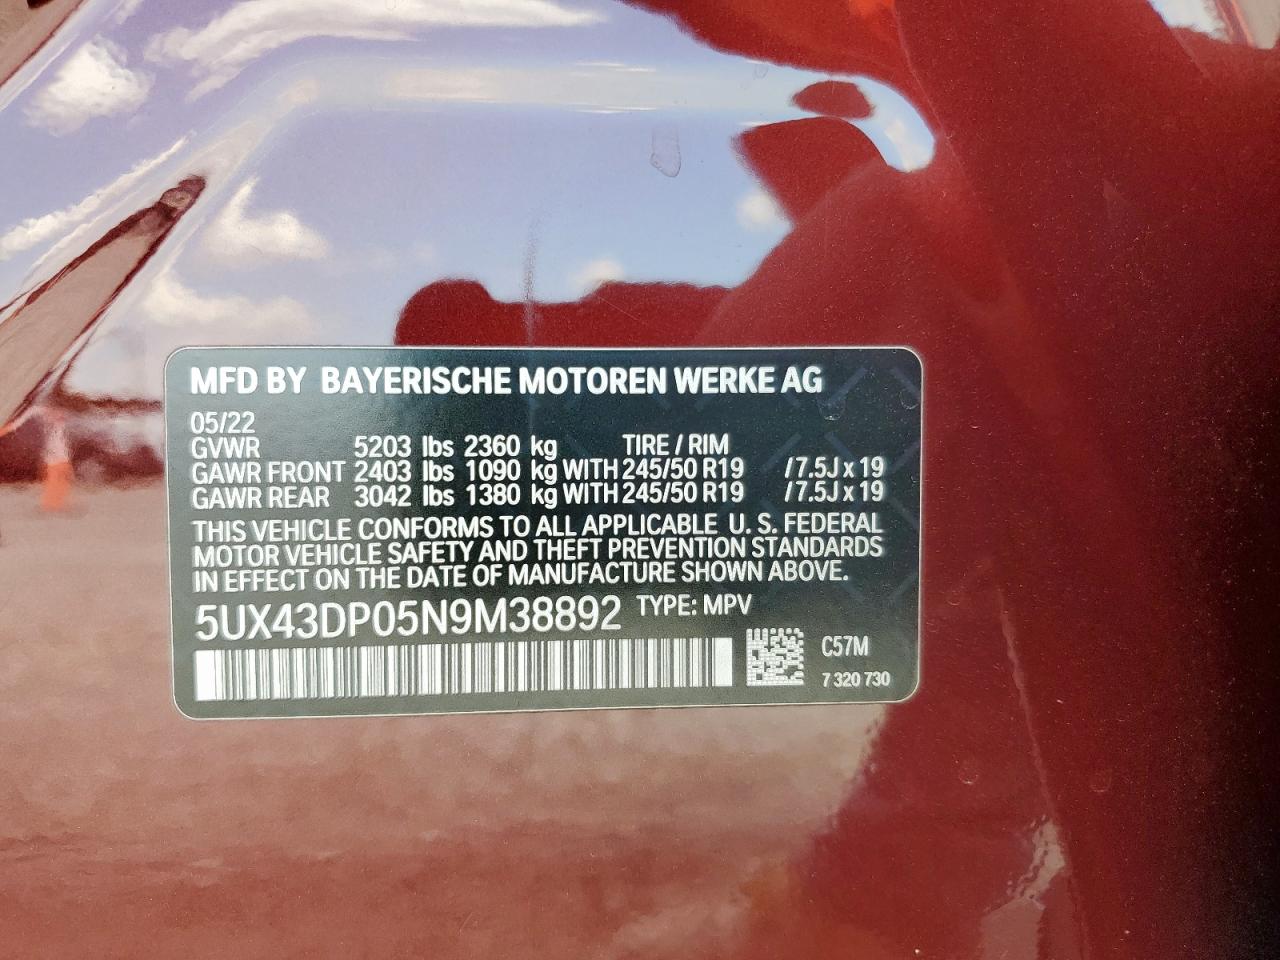 MFD BY BAYERISCHE MOTOREN WERKE AG
05/22
GVWR 5203 lbs 2360 kg TIRE / RIM
GAWR FRONT 2403 lbs 1090 kg WITH 245/50 R19 / 7.5J x 19
GAWR REAR 3042 lbs 1380 kg WITH 245/50 R19 / 7.5J x 19
THIS VEHICLE CONFORMS TO ALL APPLICABLE U. S. FEDERAL
MOTOR VEHICLE SAFETY AND THEFT PREVENTION STANDARDS
IN EFFECT ON THE DATE OF MANUFACTURE SHOWN ABOVE.
5UX43DP05N9M38892 TYPE: MPV
C57M
7 320 730